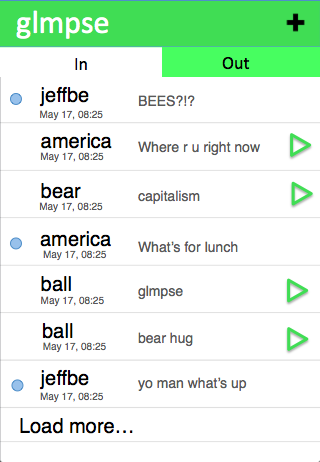 glmpse +
In Out
jeffbe BEES?!?
May 17, 08:25
america Where r u right now
May 17, 08:25
bear capitalism
May 17, 08:25
america What's for lunch
May 17, 08:25
ball glmpse
May 17, 08:25
ball bear hug
May 17, 08:25
jeffbe yo man what's up
May 17, 08:25
Load more...